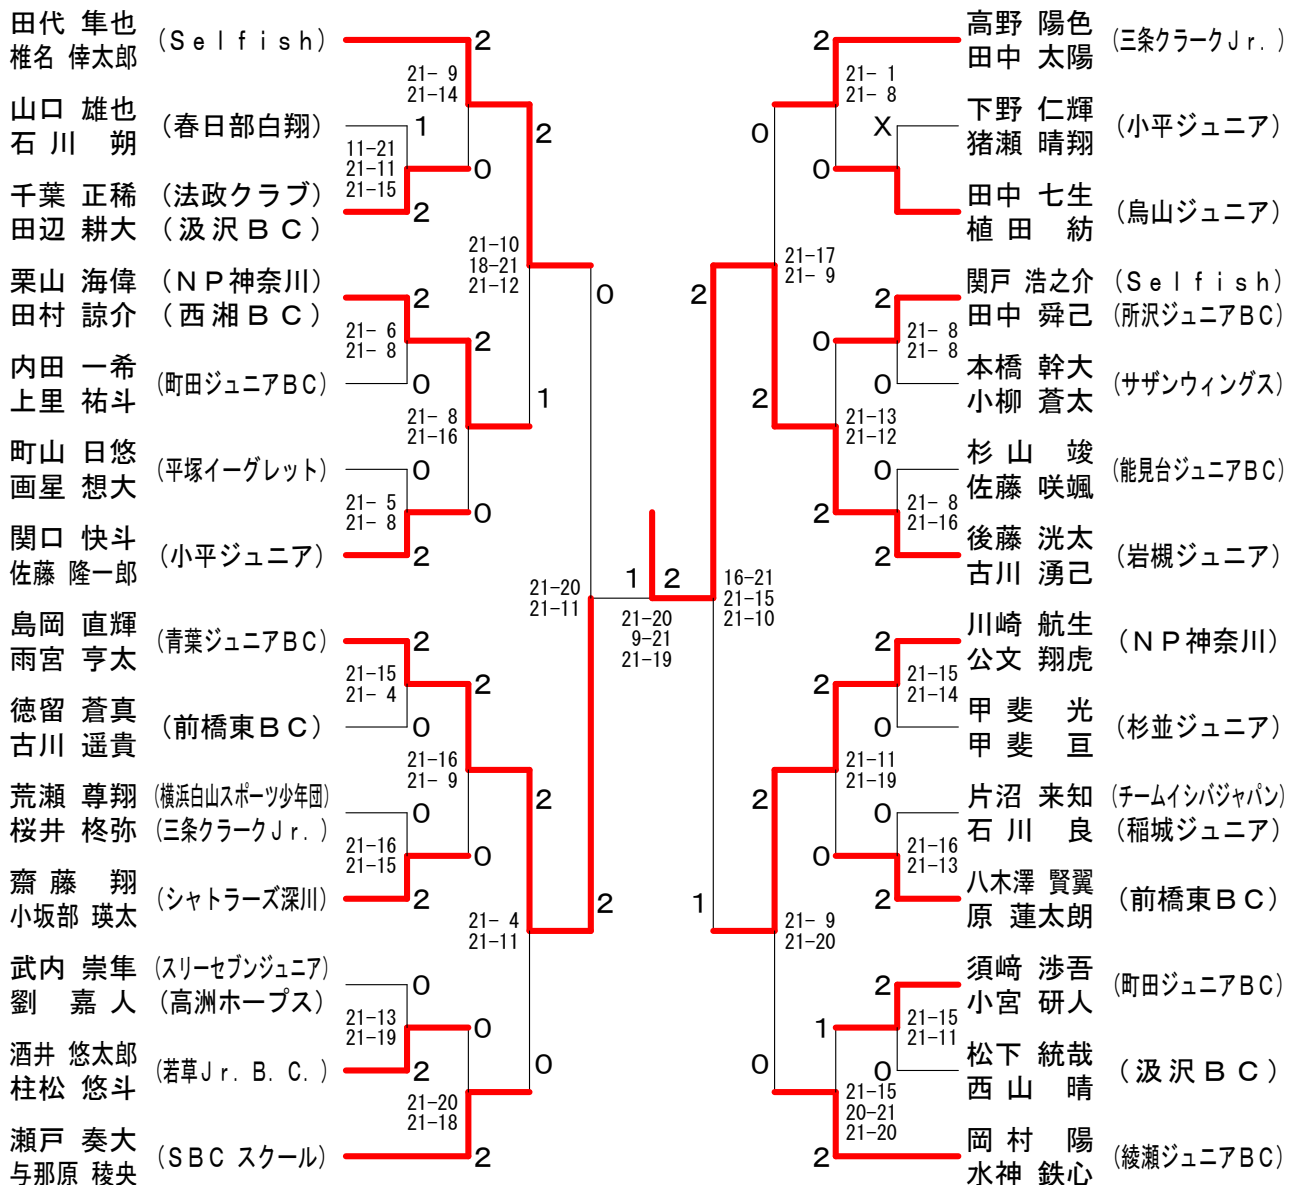 田代 隼也
椎名 倖太郎
(Selfish)
2
21- 9
21-14
山口 雄也
石川 朔
(春日部白翔)
1
11-21
21-11
21-15
0
2
千葉 正稀 (法政クラブ)
田辺 耕大 (汲沢BC)
2
21-10
18-21
21-12
0
栗山 海偉 (NP神奈川)
田村 諒介 (西湘BC)
2
21- 6
21- 8
2
内田 一希
上里 祐斗
(町田ジュニアBC)
0
21- 8
21-16
1
町山 日悠
画星 想大
(平塚イーグレット)
0
21- 5
21- 8
0
関口 快斗
佐藤 隆一郎
(小平ジュニア)
2
21-20
21-11
島岡 直輝
雨宮 亨太
(青葉ジュニアBC)
2
21-15
21- 4
2
徳留 蒼真
古川 遥貴
(前橋東BC)
0
21-16
21- 9
2
荒瀬 尊翔 (横浜白山スポーツ少年団)
桜井 柊弥 (三条クラークJr.)
0
21-16
21-15
0
齋藤 翔
小坂部 瑛太
(シャトラーズ深川)
2
21- 4
21-11
2
武内 崇隼 (スリーセブンジュニア)
劉 嘉人 (高洲ホープス)
0
21-13
21-19
0
酒井 悠太郎
柱松 悠斗
(若草Jr. B. C. )
2
21-20
21-18
0
瀬戸 奏大
与那原 稜央
(SBC スクール)
2
1 2
21-20
9-21
21-19
高野 陽色
田中 太陽
(三条クラークJr. )
2
21- 1
21- 8
0
下野 仁輝
猪瀬 晴翔
(小平ジュニア)
X
0
田中 七生
植田 紡
(烏山ジュニア)
21-17
21- 9
2
関戸 浩之介 (Selfish)
田中 舜己 (所沢ジュニアBC)
2
21- 8
21- 8
0
本橋 幹大
小柳 蒼太
(サザンウィングス)
0
21-13
21-12
2
杉山 竣
佐藤 咲颯
(能見台ジュニアBC)
0
21- 8
21-16
2
後藤 洸太
古川 湧己
(岩槻ジュニア)
2
16-21
21-15
21-10
川崎 航生
公文 翔虎
(NP神奈川)
2
21-15
21-14
2
甲斐 光
甲斐 亘
(杉並ジュニア)
0
21-11
21-19
2
片沼 来知 (チームイシバジャパン)
石川 良 (稲城ジュニア)
0
21-16
21-13
0
八木澤 賢翼
原 蓮太朗
(前橋東BC)
2
21- 9
21-20
1
須﨑 渉吾
小宮 研人
(町田ジュニアBC)
2
21-15
21-11
1
松下 統哉
西山 晴
(汲沢BC)
0
21-15
20-21
21-20
0
岡村 陽
水神 鉄心
(綾瀬ジュニアBC)
2